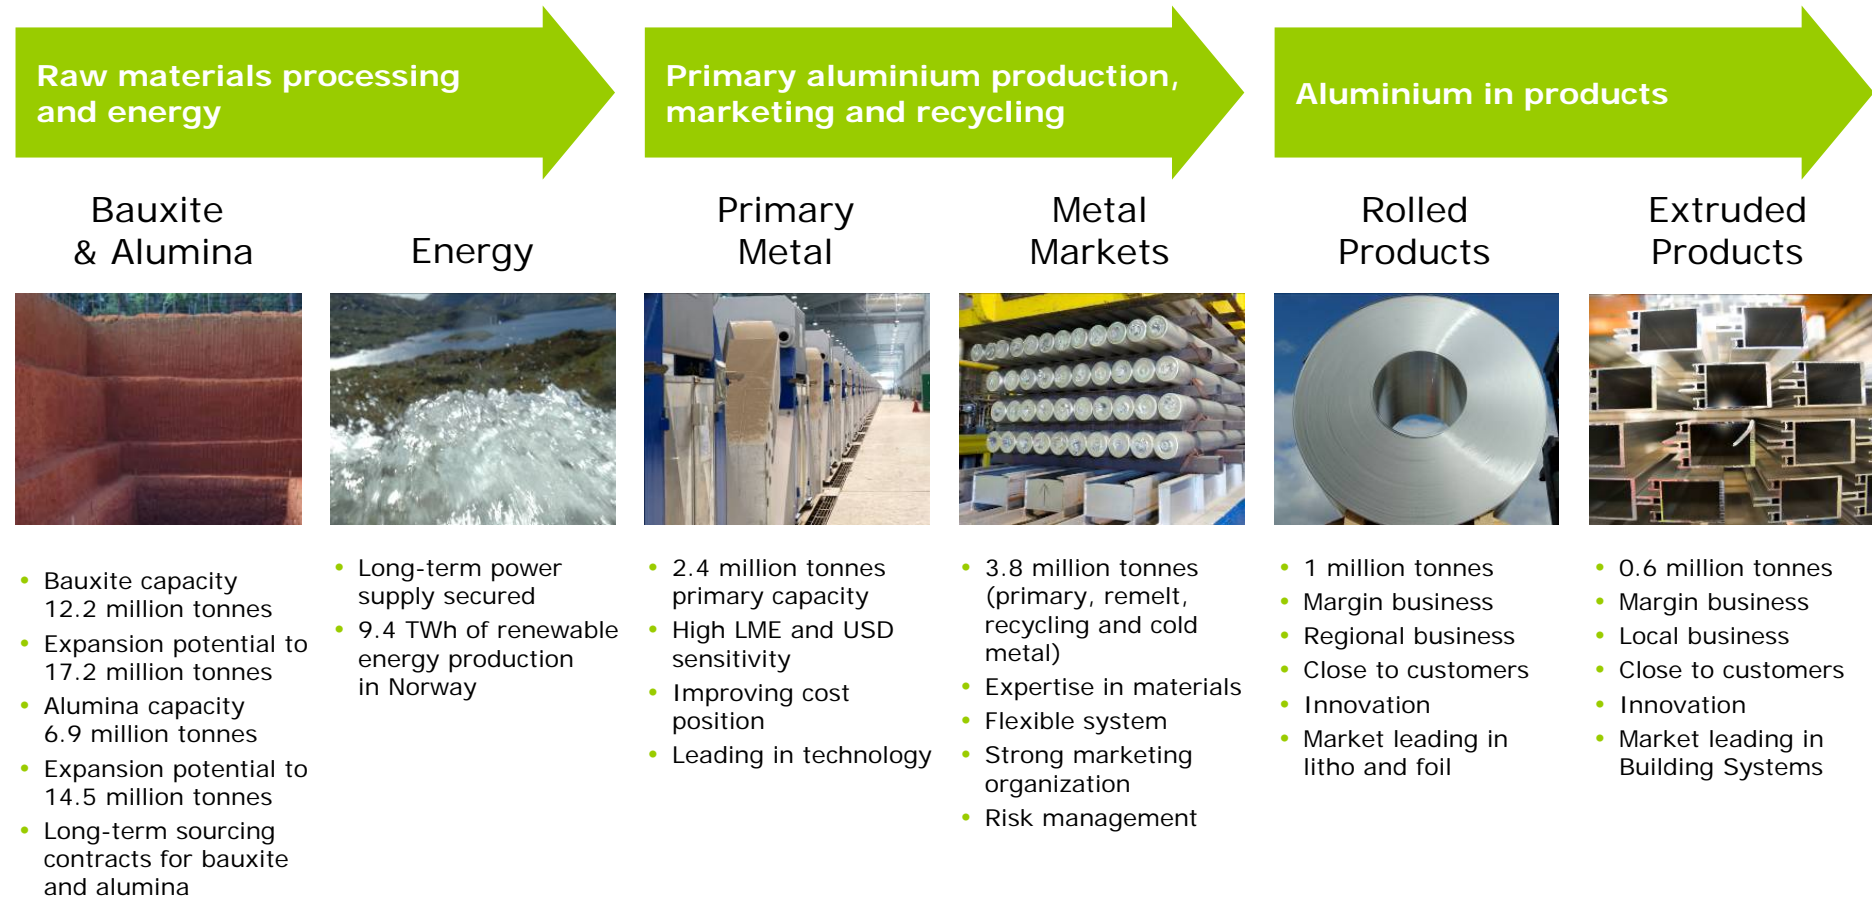 Raw materials processing
and energy
Primary aluminium production,
marketing and recycling
Aluminium in products
Bauxite
& Alumina
Energy
Primary
Metal
Metal
Markets
Rolled
Products
Extruded
Products
• Bauxite capacity
12.2 million tonnes
• Expansion potential to
17.2 million tonnes
• Alumina capacity
6.9 million tonnes
• Expansion potential to
14.5 million tonnes
• Long-term sourcing
contracts for bauxite
and alumina
• Long-term power
supply secured
• 9.4 TWh of renewable
energy production
in Norway
• 2.4 million tonnes
primary capacity
• High LME and USD
sensitivity
• Improving cost
position
• Leading in technology
• 3.8 million tonnes
(primary, remelt,
recycling and cold
metal)
• Expertise in materials
• Flexible system
• Strong marketing
organization
• Risk management
• 1 million tonnes
• Margin business
• Regional business
• Close to customers
• Innovation
• Market leading in
litho and foil
• 0.6 million tonnes
• Margin business
• Local business
• Close to customers
• Innovation
• Market leading in
Building Systems